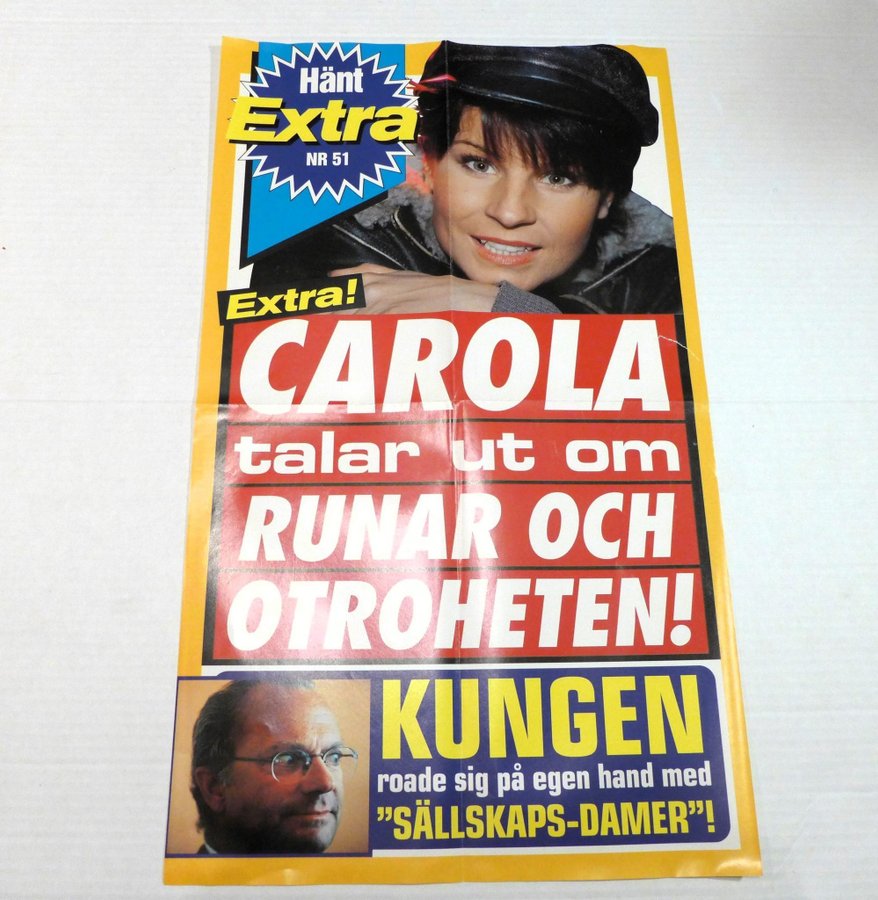 Hänt
Extra
NR 51
Extra!
CAROLA
talar ut om
RUNAR OCH
OTROHETEN!
KUNGEN
roade sig på egen hand med
”SÄLLSKAPS-DAMER”!